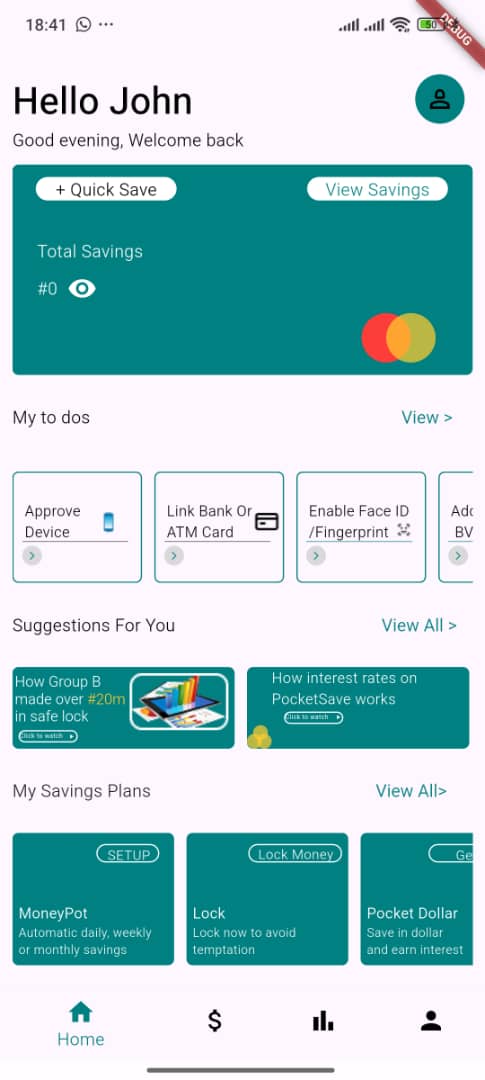 18:41
50
DEBUG
Hello John
Good evening, Welcome back
+ Quick Save
View Savings
Total Savings
#0
My to dos
View >
Approve
Device
Link Bank Or
ATM Card
Enable Face ID
/Fingerprint
BV
Suggestions For You
View All >
How Group B
made over #20m
in safe lock
Click to watch
How interest rates on
PocketSave works
Click to watch
My Savings Plans
View All>
SETUP
MoneyPot
Automatic daily, weekly
or monthly savings
Lock Money
Lock
Lock now to avoid
temptation
Ge
Pocket Dollar
Save in dollar
and earn interest
Home